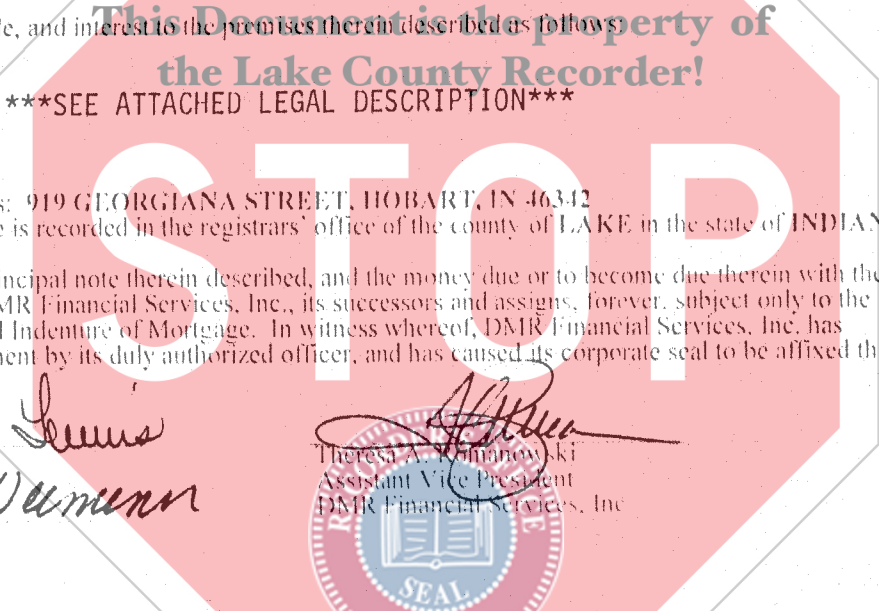 This Document is the property of
e, and interest to the premises therein described as follows:
the Lake County Recorder!
***SEE ATTACHED LEGAL DESCRIPTION***
STOP
s: 919 GEORGIANA STREET, HOBART, IN 46342
e is recorded in the registrars' office of the county of LAKE in the state of INDIAN
ncipal note therein described, and the money due or to become due therein with the
MR Financial Services, Inc., its successors and assigns, forever, subject only to the
d Indenture of Mortgage. In witness whereof, DMR Financial Services, Inc. has
ent by its duly authorized officer, and has caused its corporate seal to be affixed th
Theresa A. Romanowski
Assistant Vice President
DMR Financial Services, Inc
SEAL